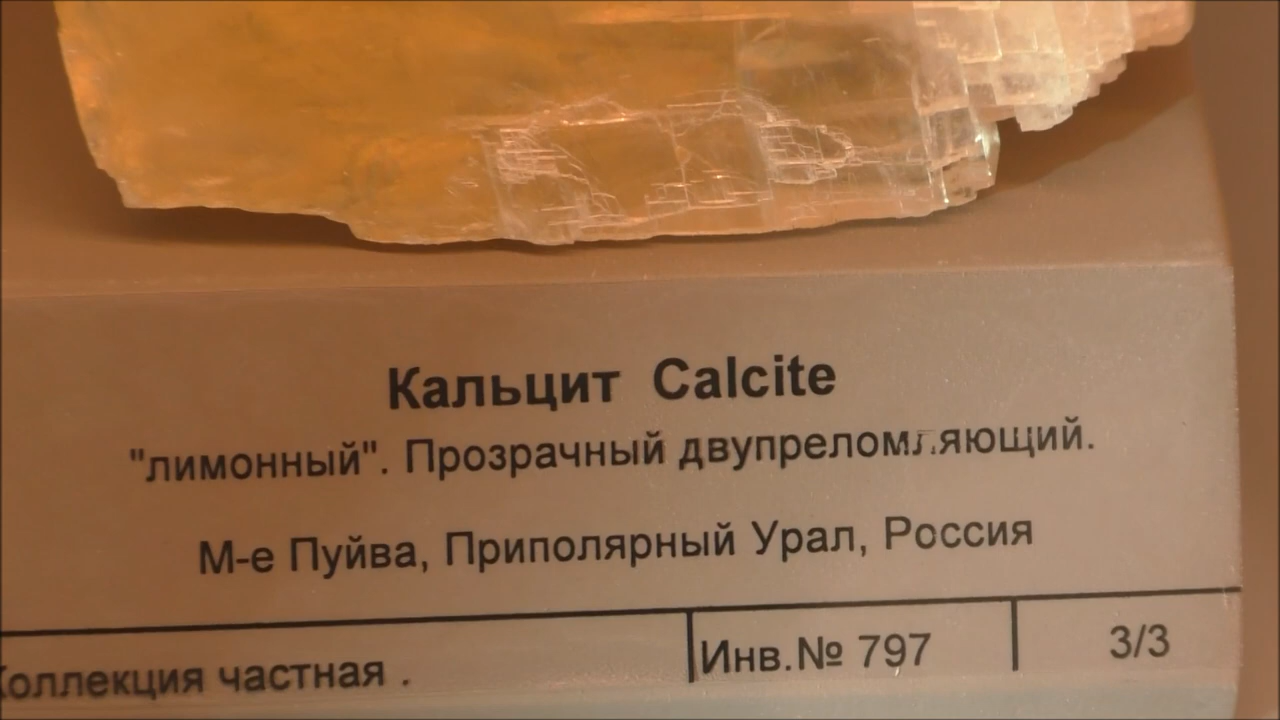 Кальцит Calcite
"лимонный". Прозрачный двупреломляющий.
М-е Пуйва, Приполярный Урал, Россия
Коллекция частная .
Инв.№ 797
3/3